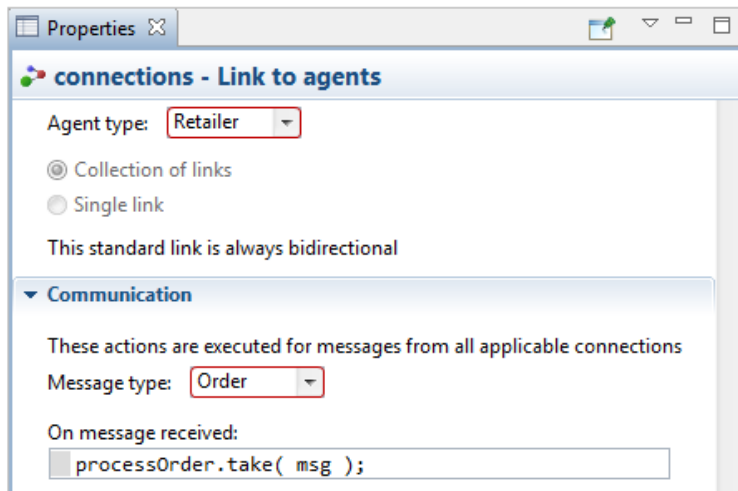 Properties
connections - Link to agents
Agent type: Retailer
Collection of links
Single link
This standard link is always bidirectional
Communication
These actions are executed for messages from all applicable connections
Message type: Order
On message received:
processOrder.take( msg );